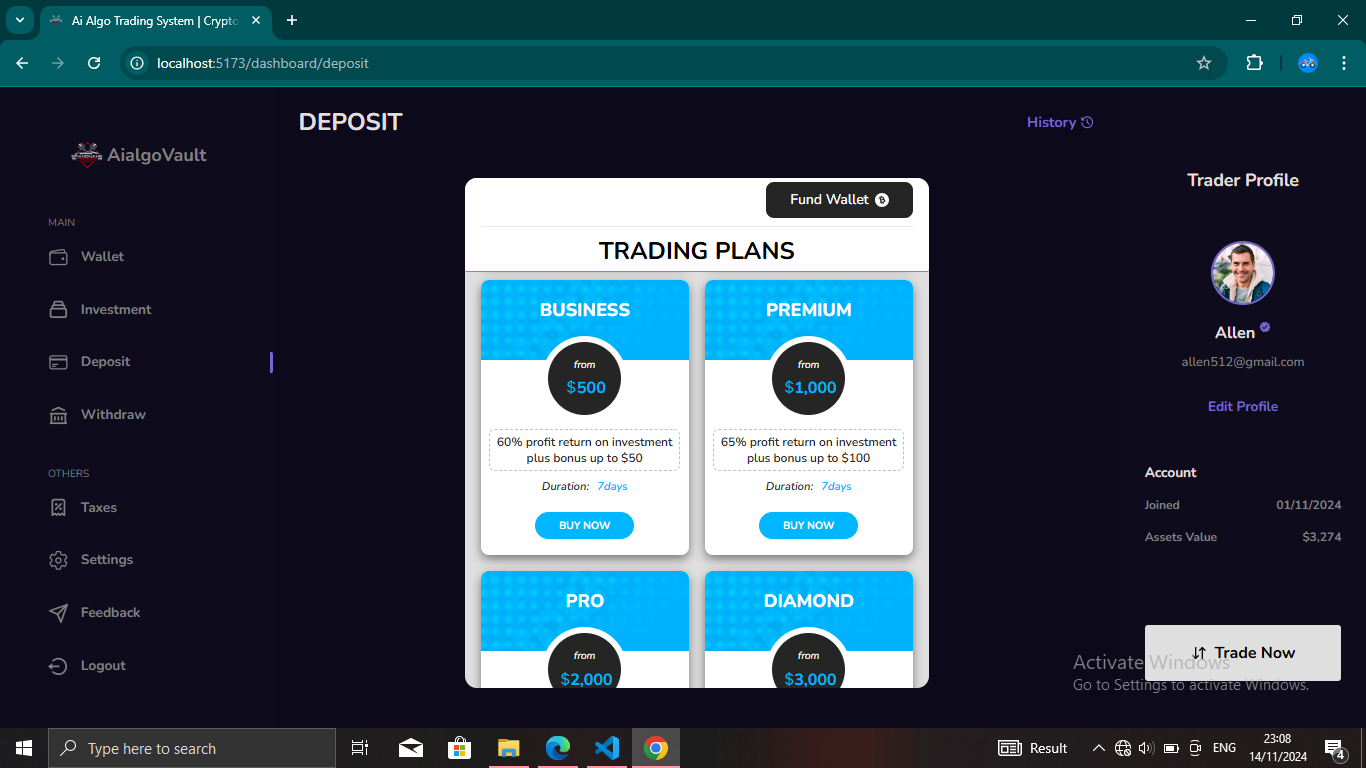 Ai Algo Trading System | Crypto
localhost:5173/dashboard/deposit
AialgoVault
MAIN
Wallet
Investment
Deposit
Withdraw
OTHERS
Taxes
Settings
Feedback
Logout
DEPOSIT
History
Fund Wallet
TRADING PLANS
BUSINESS
from
$500
60% profit return on investment
plus bonus up to $50
Duration: 7days
BUY NOW
PREMIUM
from
$1,000
65% profit return on investment
plus bonus up to $100
Duration: 7days
BUY NOW
PRO
from
$2,000
DIAMOND
from
$3,000
Trader Profile
Allen
allen512@gmail.com
Edit Profile
Account
Joined 01/11/2024
Assets Value $3,274
Trade Now
Activate Windows
Go to Settings to activate Windows.
Type here to search
Result
ENG
23:08
14/11/2024
4